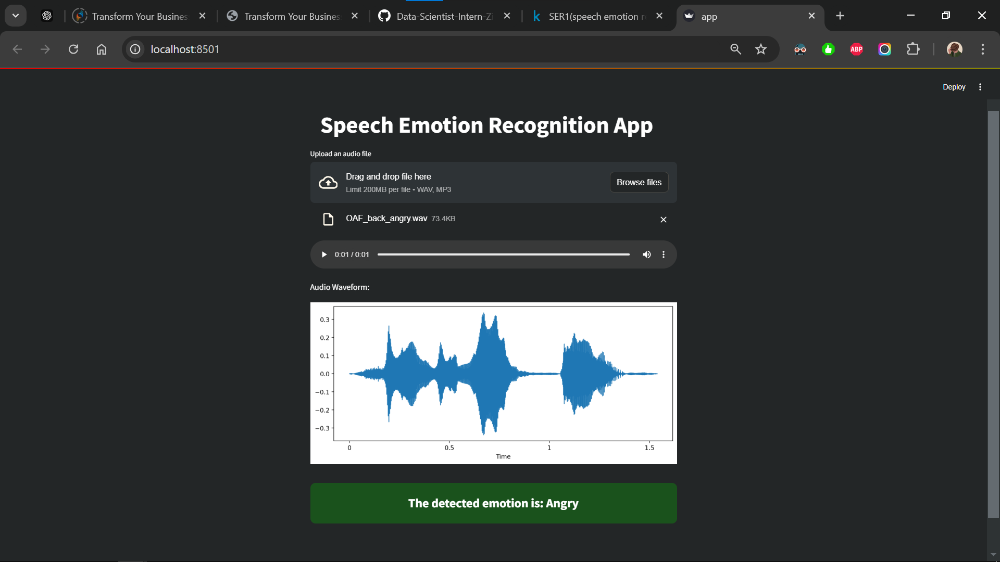 Transform Your Busines
Transform Your Busines
Data-Scientist-Intern-Zi
SER1(speech emotion re
app
localhost:8501
ABP
Deploy
Speech Emotion Recognition App
Upload an audio file
Drag and drop file here
Limit 200MB per file • WAV, MP3
Browse files
OAF_back_angry.wav 73.4KB
0:01 / 0:01
Audio Waveform:
0.3
0.2
0.1
0.0
−0.1
−0.2
−0.3
0 0.5 1 1.5
Time
The detected emotion is: Angry